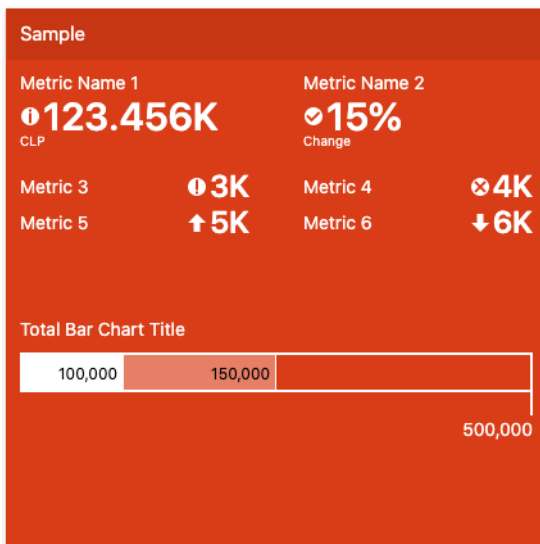 Sample
Metric Name 1 Metric Name 2
123.456K 15%
CLP Change
Metric 3 3K Metric 4 4K
Metric 5 5K Metric 6 6K
Total Bar Chart Title
100,000 150,000
500,000